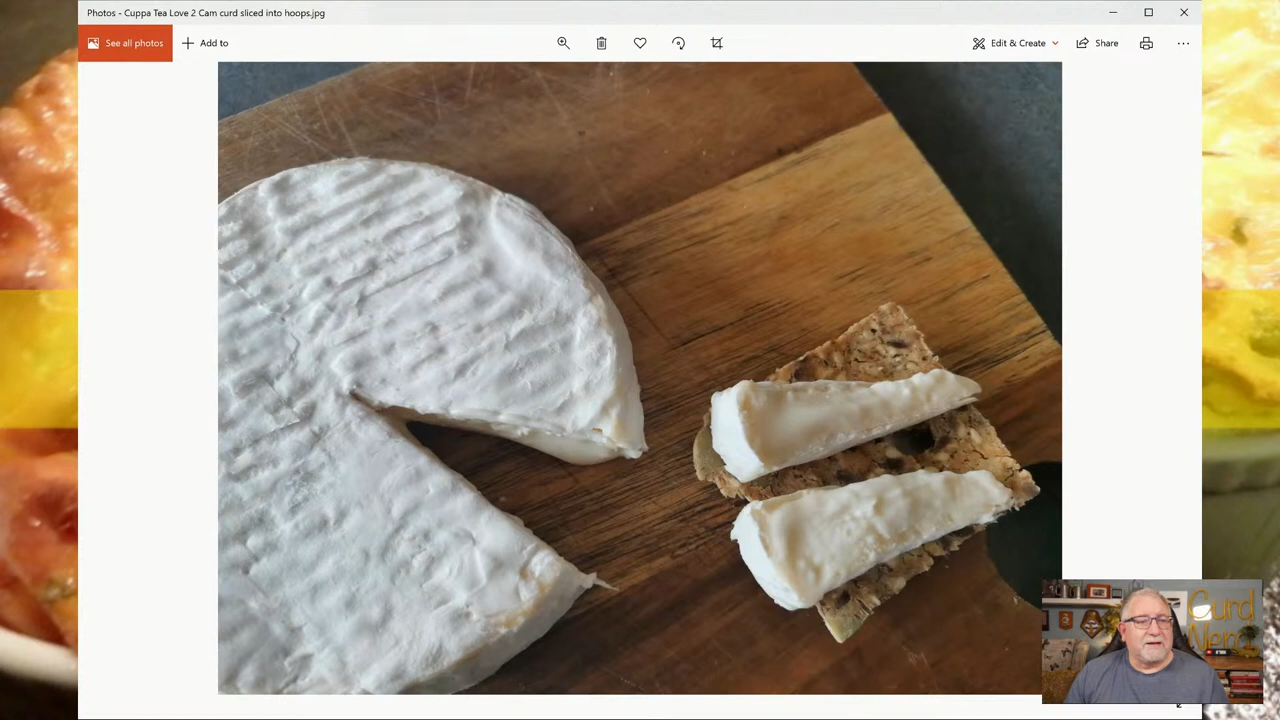 Photos - Cuppa Tea Love 2 Cam curd sliced into hoops.jpg
See all photos
Add to
Edit & Create
Share
Curd
Nerd